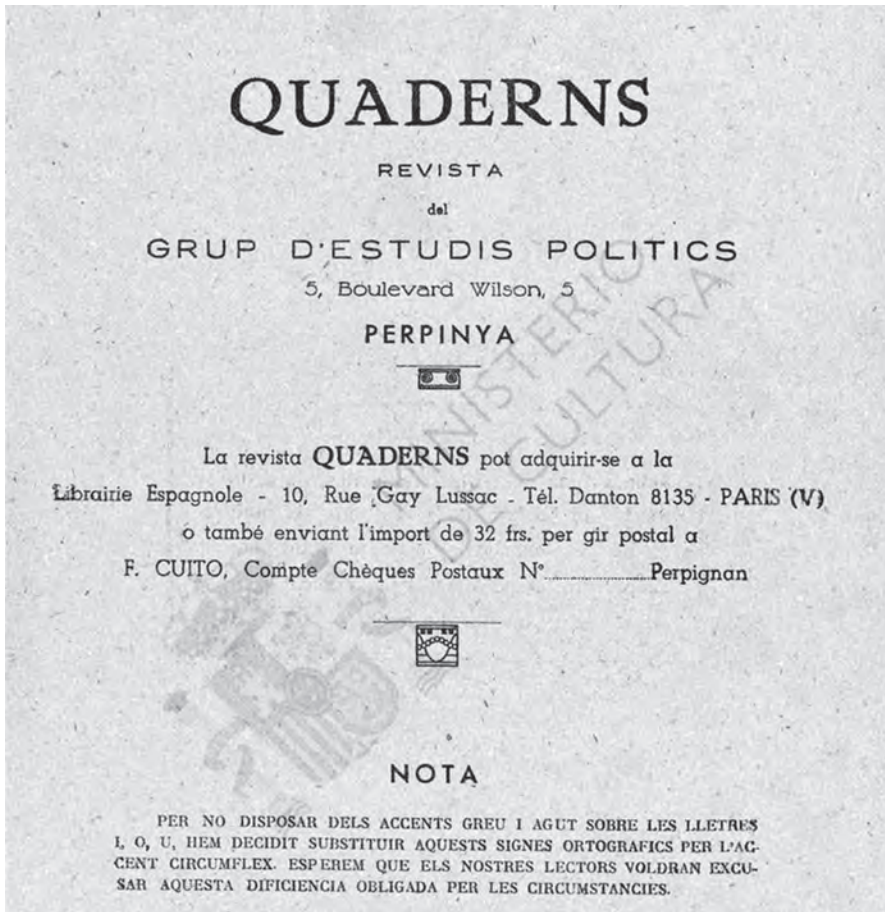 QUADERNS
REVISTA
del
GRUP D'ESTUDIS POLITICS
5, Boulevard Wilson, 5
PERPINYA
La revista QUADERNS pot adquirir-se a la
Librairie Espagnole - 10, Rue Gay Lussac - Tél. Danton 8135 - PARIS (V)
o també enviant l'import de 32 frs. per gir postal a
F. CUITO, Compte Chèques Postaux N°....................Perpignan
NOTA
PER NO DISPOSAR DELS ACCENTS GREU I AGUT SOBRE LES LLETRES
I, O, U, HEM DECIDIT SUBSTITUIR AQUESTS SIGNES ORTOGRAFICS PER L'AC-
CENT CIRCUMFLEX. ESPEREM QUE ELS NOSTRES LECTORS VOLDRAN EXCU-
SAR AQUESTA DIFICIENCIA OBLIGADA PER LES CIRCUMSTANCIES.
MINISTERIO
DE CULTURA